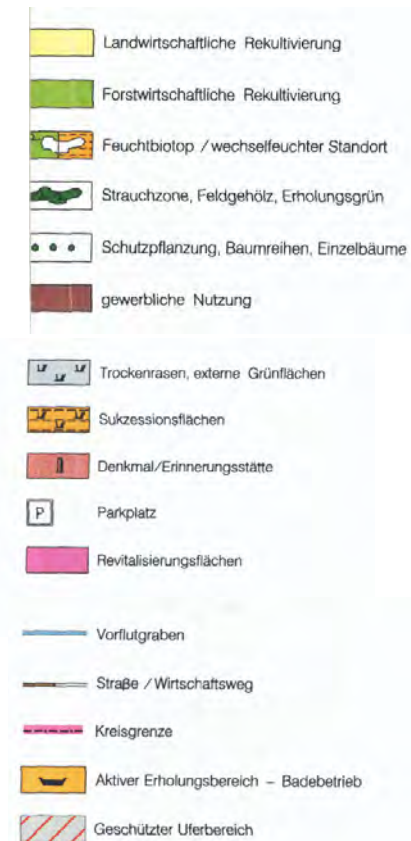 Landwirtschaftliche Rekultivierung
Forstwirtschaftliche Rekultivierung
Feuchtbiotop / wechselfeuchter Standort
Strauchzone, Feldgehölz, Erholungsgrün
Schutzpflanzung, Baumreihen, Einzelbäume
gewerbliche Nutzung
Trockenrasen, externe Grünflächen
Sukzessionsflächen
Denkmal/Erinnerungsstätte
P Parkplatz
Revitalisierungsflächen
Vorflutgraben
Straße / Wirtschaftsweg
Kreisgrenze
Aktiver Erholungsbereich – Badebetrieb
Geschützter Uferbereich